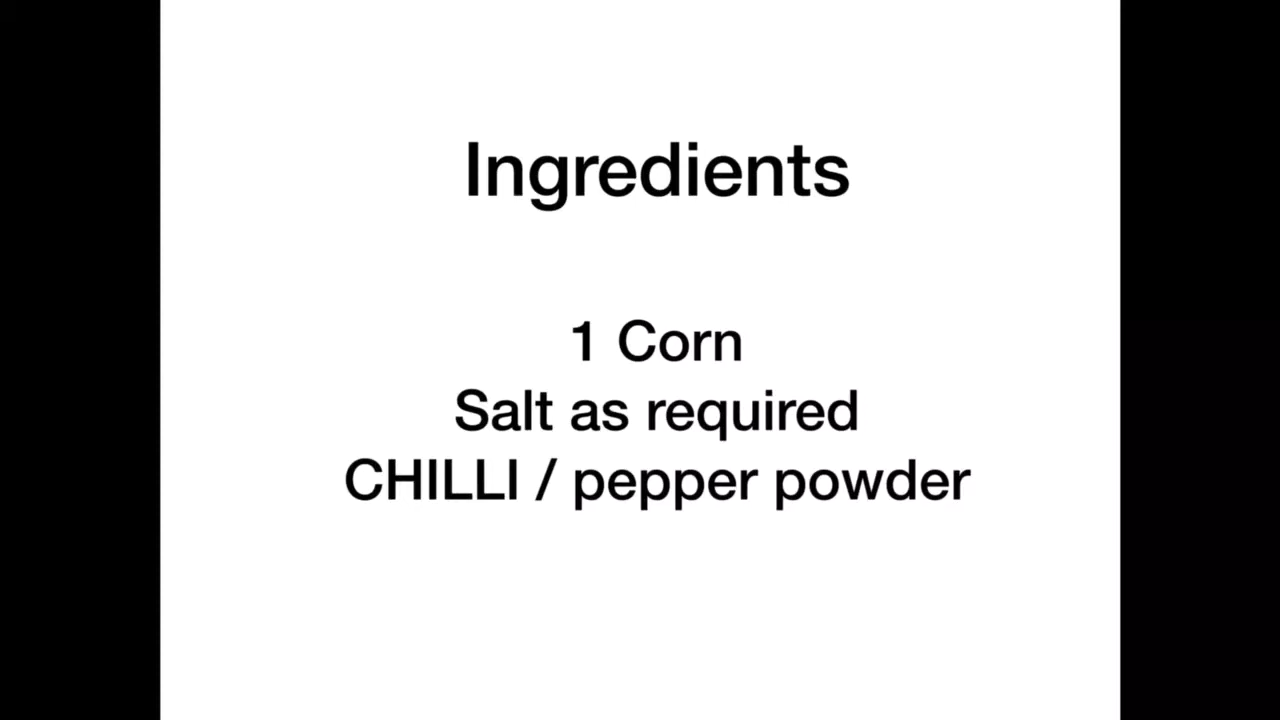 Ingredients
1 Corn
Salt as required
CHILLI / pepper powder